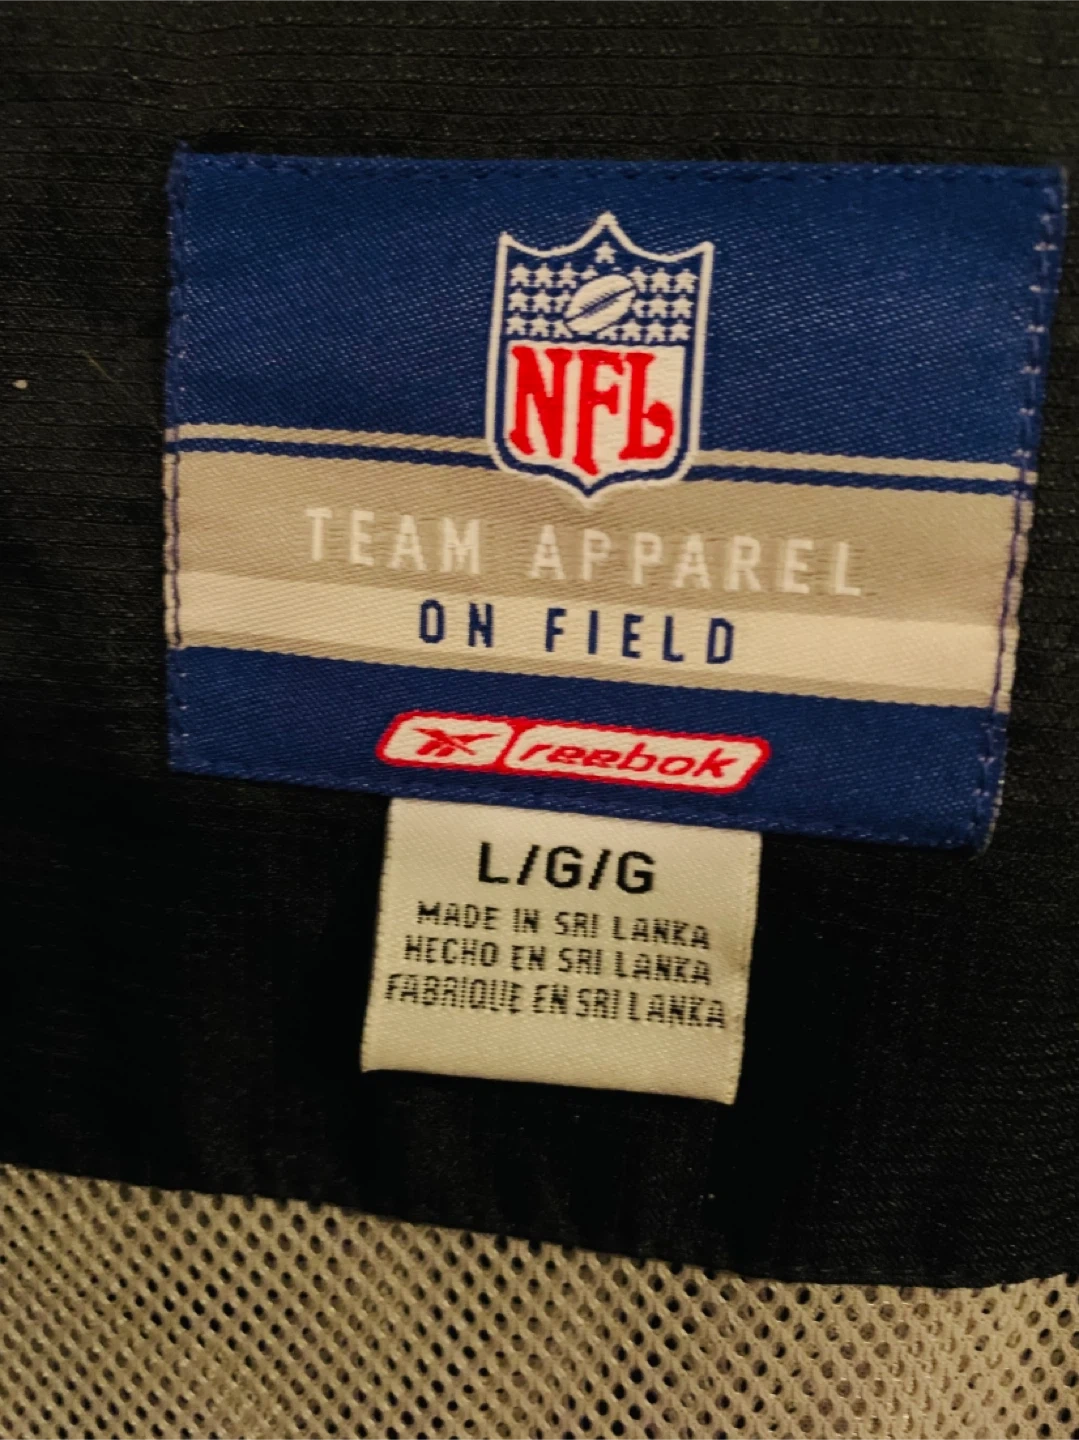 NFL
TEAM APPAREL
ON FIELD
reebok
L/G/G
MADE IN SRI LANKA
HECHO EN SRI LANKA
FABRIQUE EN SRI LANKA